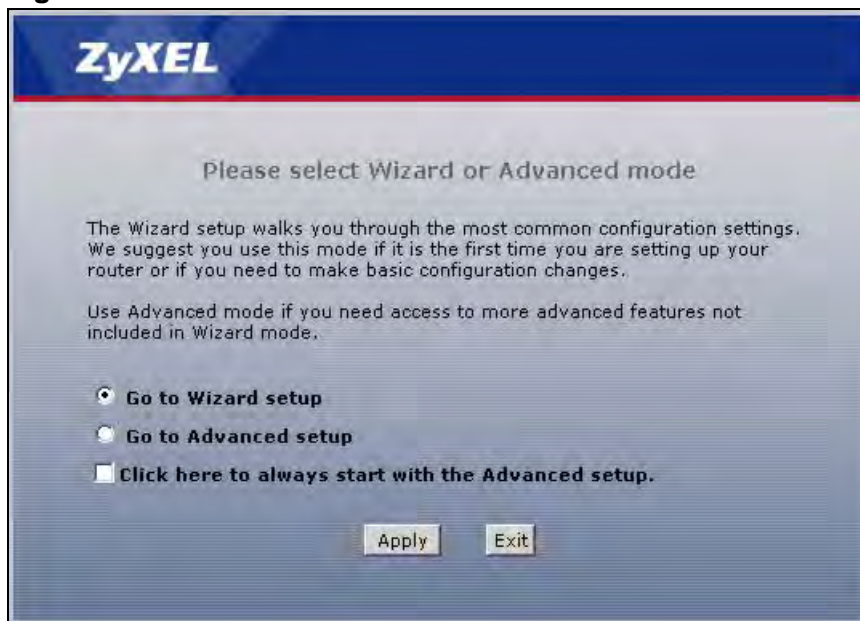 ZyXEL
Please select Wizard or Advanced mode
The Wizard setup walks you through the most common configuration settings.
We suggest you use this mode if it is the first time you are setting up your
router or if you need to make basic configuration changes.
Use Advanced mode if you need access to more advanced features not
included in Wizard mode.
Go to Wizard setup
Go to Advanced setup
Click here to always start with the Advanced setup.
Apply Exit